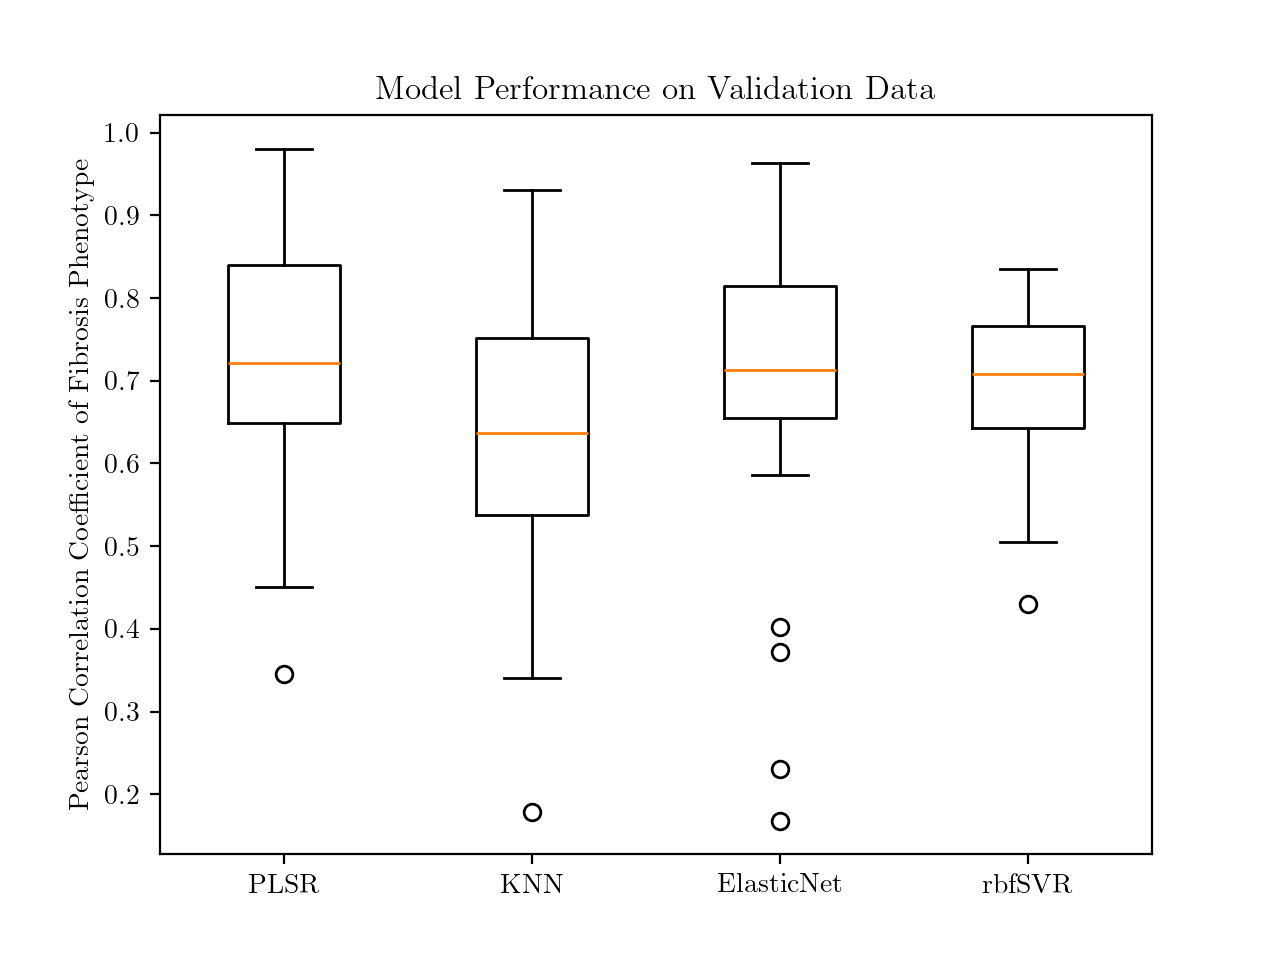 Model Performance on Validation Data
Pearson Correlation Coefficient of Fibrosis Phenotype
1.0
0.9
0.8
0.7
0.6
0.5
0.4
0.3
0.2
PLSR
KNN
ElasticNet
rbfSVR